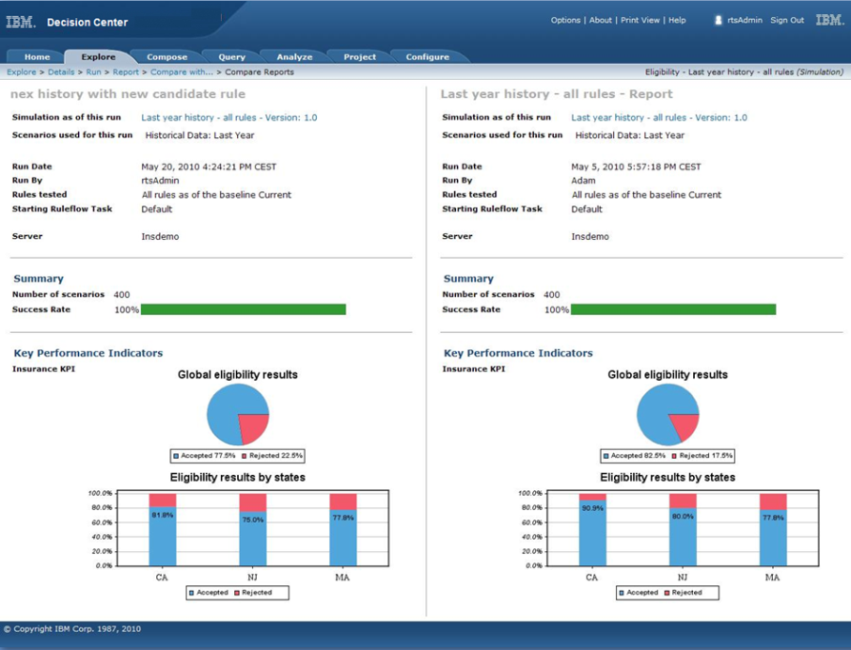 IBM. Decision Center
Options | About | Print View | Help rtsAdmin Sign Out IBM.
Home Explore Compose Query Analyze Project Configure
Explore > Details > Run > Report > Compare with... > Compare Reports
Eligibility - Last year history - all rules (Simulation)
nex history with new candidate rule
Simulation as of this run Last year history - all rules - Version: 1.0
Scenarios used for this run Historical Data: Last Year
Run Date May 20, 2010 4:24:21 PM CEST
Run By rtsAdmin
Rules tested All rules as of the baseline Current
Starting Ruleflow Task Default
Server Insdemo
Summary
Number of scenarios 400
Success Rate 100%
Key Performance Indicators
Insurance KPI
Global eligibility results
Accepted 77.5% Rejected 22.5%
Eligibility results by states
100.0%
80.0%
60.0%
40.0%
20.0%
0.0%
81.8% 76.0% 77.8%
CA NJ MA
Accepted Rejected
Last year history - all rules - Report
Simulation as of this run Last year history - all rules - Version: 1.0
Scenarios used for this run Historical Data: Last Year
Run Date May 5, 2010 5:57:18 PM CEST
Run By Adam
Rules tested All rules as of the baseline Current
Starting Ruleflow Task Default
Server Insdemo
Summary
Number of scenarios 400
Success Rate 100%
Key Performance Indicators
Insurance KPI
Global eligibility results
Accepted 82.5% Rejected 17.5%
Eligibility results by states
100.0%
80.0%
60.0%
40.0%
20.0%
0.0%
90.9% 80.0% 77.8%
CA NJ MA
Accepted Rejected
© Copyright IBM Corp. 1987, 2010